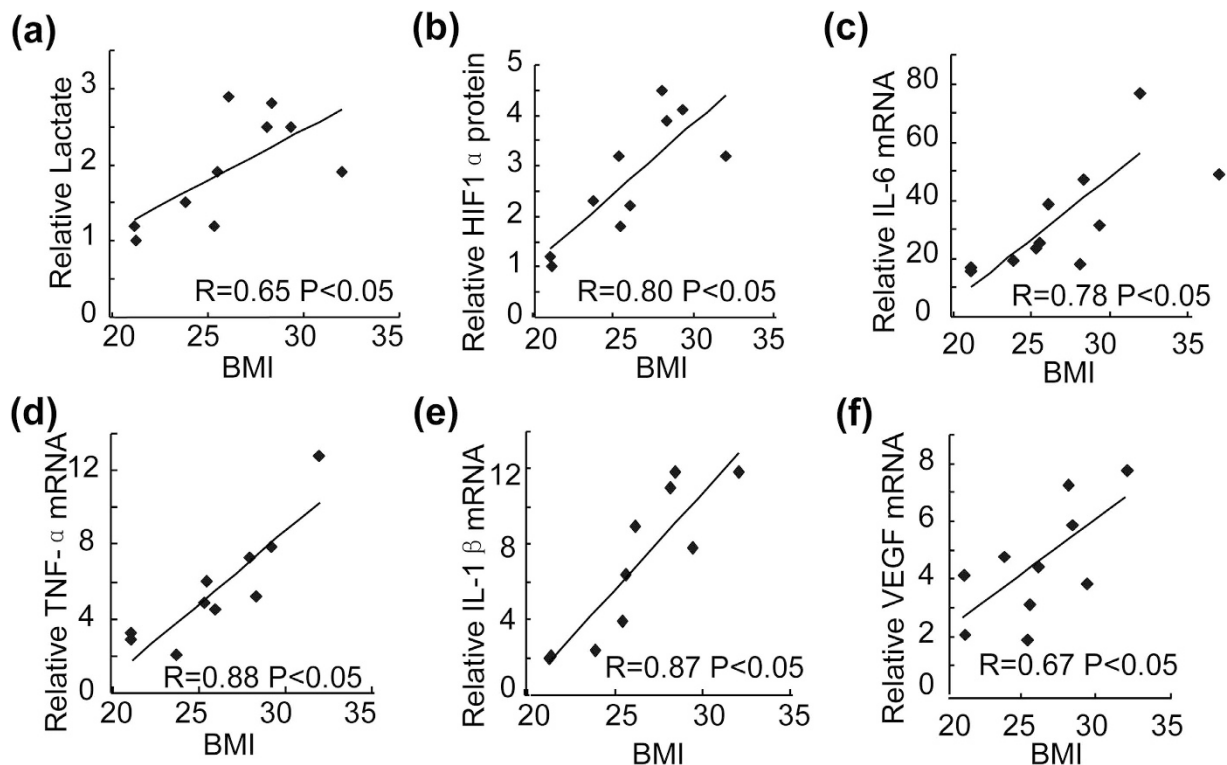 (a)
Relative Lactate
3
2
1
0
R=0.65 P<0.05
20 25 30 35
BMI
(b)
Relative HIF1 α protein
5
4
3
2
1
0
R=0.80 P<0.05
20 25 30 35
BMI
(c)
Relative IL-6 mRNA
80
60
40
20
0
R=0.78 P<0.05
20 25 30 35
BMI
(d)
Relative TNF-α mRNA
12
8
4
0
R=0.88 P<0.05
20 25 30 35
BMI
(e)
Relative IL-1 β mRNA
12
8
4
0
R=0.87 P<0.05
20 25 30 35
BMI
(f)
Relative VEGF mRNA
8
6
4
2
0
R=0.67 P<0.05
20 25 30 35
BMI